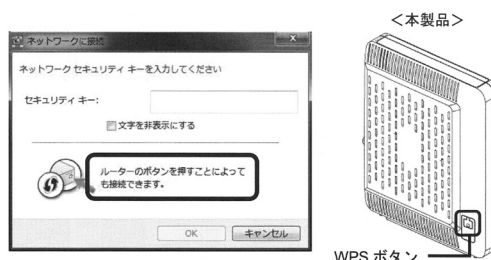 ＜本製品＞
ネットワークに接続
ネットワーク セキュリティ キーを入力してください
セキュリティ キー:
文字を非表示にする
ルーターのボタンを押すことによって
も接続できます。
OK
キャンセル
WPS ボタン